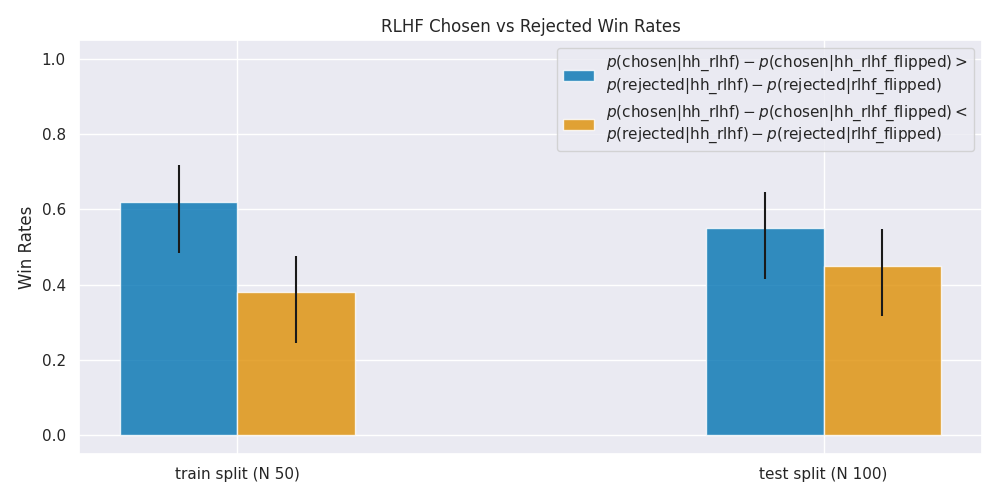 RLHF Chosen vs Rejected Win Rates
p(chosen|hh_rlhf) − p(chosen|hh_rlhf_flipped) >
p(rejected|hh_rlhf) − p(rejected|rlhf_flipped)
p(chosen|hh_rlhf) − p(chosen|hh_rlhf_flipped) <
p(rejected|hh_rlhf) − p(rejected|rlhf_flipped)
Win Rates
1.0
0.8
0.6
0.4
0.2
0.0
train split (N 50)
test split (N 100)